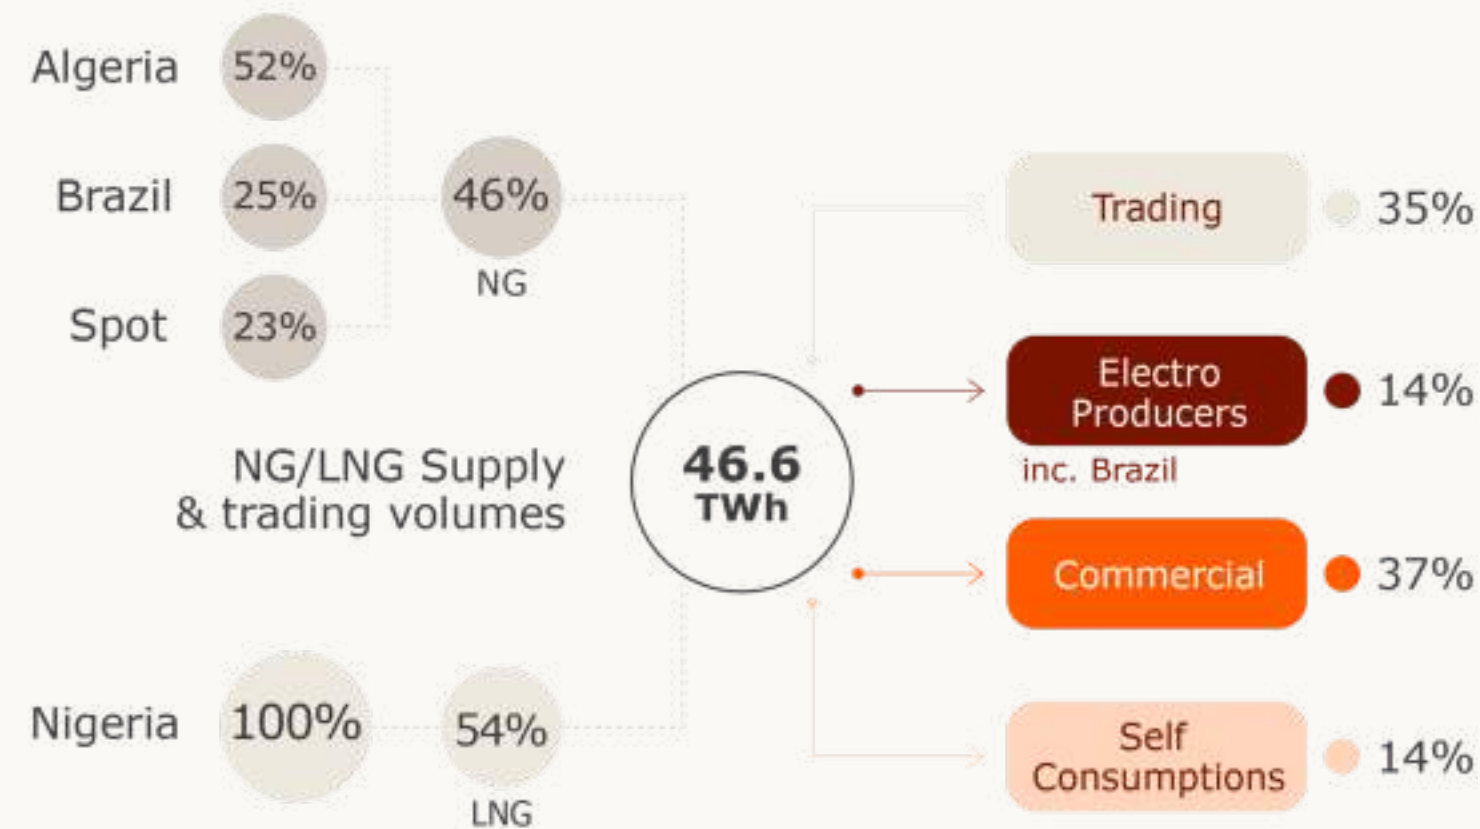 Algeria 52%
Brazil 25%
Spot 23%
46%
NG
NG/LNG Supply
& trading volumes
Nigeria 100%
54%
LNG
46.6
TWh
Trading 35%
Electro
Producers
14%
inc. Brazil
Commercial 37%
Self
Consumptions
14%